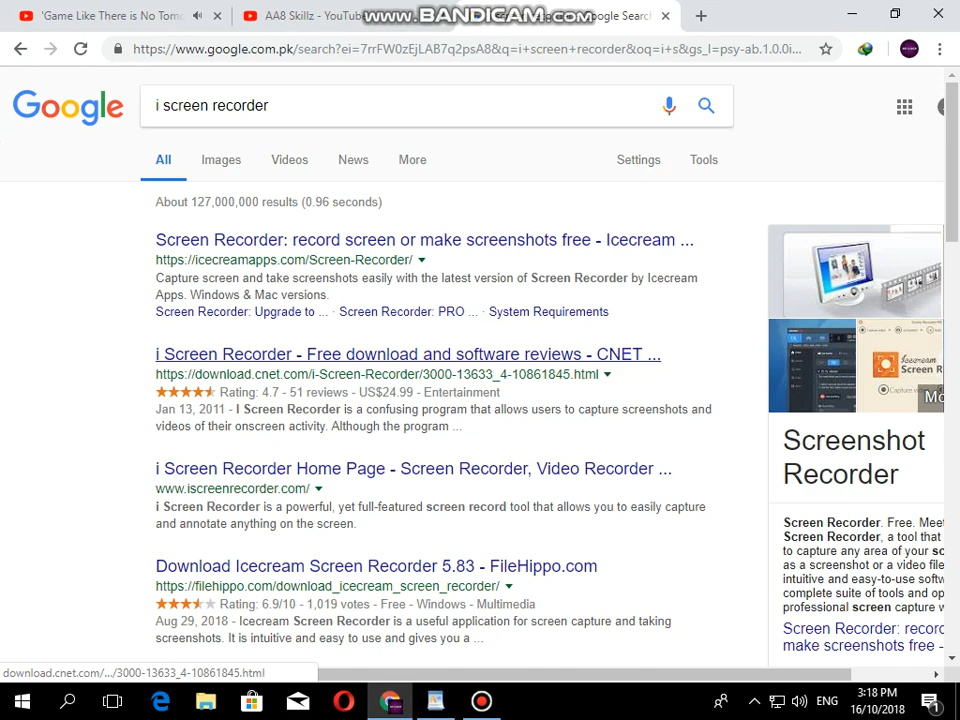 'Game Like There is No Tomo
AA8 Skillz - YouTube
www.BANDICAM.com
Google Search
https://www.google.com.pk/search?ei=7rrFW0zEjLAB7q2psA8&q=i+screen+recorder&oq=i+s&gs_l=psy-ab.1.0.0i...
Google
i screen recorder
All Images Videos News More Settings Tools
About 127,000,000 results (0.96 seconds)
Screen Recorder: record screen or make screenshots free - Icecream ...
https://icecreamapps.com/Screen-Recorder/
Capture screen and take screenshots easily with the latest version of Screen Recorder by Icecream
Apps. Windows & Mac versions.
Screen Recorder: Upgrade to ... · Screen Recorder: PRO ... · System Requirements
i Screen Recorder - Free download and software reviews - CNET ...
https://download.cnet.com/i-Screen-Recorder/3000-13633_4-10861845.html
Rating: 4.7 - 51 reviews - US$24.99 - Entertainment
Jan 13, 2011 - I Screen Recorder is a confusing program that allows users to capture screenshots and
videos of their onscreen activity. Although the program ...
i Screen Recorder Home Page - Screen Recorder, Video Recorder ...
www.iscreenrecorder.com/
i Screen Recorder is a powerful, yet full-featured screen record tool that allows you to easily capture
and annotate anything on the screen.
Download Icecream Screen Recorder 5.83 - FileHippo.com
https://filehippo.com/download_icecream_screen_recorder/
Rating: 6.9/10 - 1,019 votes - Free - Windows - Multimedia
Aug 29, 2018 - Icecream Screen Recorder is a useful application for screen capture and taking
screenshots. It is intuitive and easy to use and gives you a ...
Icecream
Screen R
Mo
Screenshot
Recorder
Screen Recorder. Free. Meet
Screen Recorder, a tool that
to capture any area of your sc
as a screenshot or a video file
intuitive and easy-to-use softw
complete suite of tools and op
professional screen capture w
Screen Recorder: record
make screenshots free -
download.cnet.com/.../3000-13633_4-10861845.html
ENG
3:18 PM
16/10/2018
1